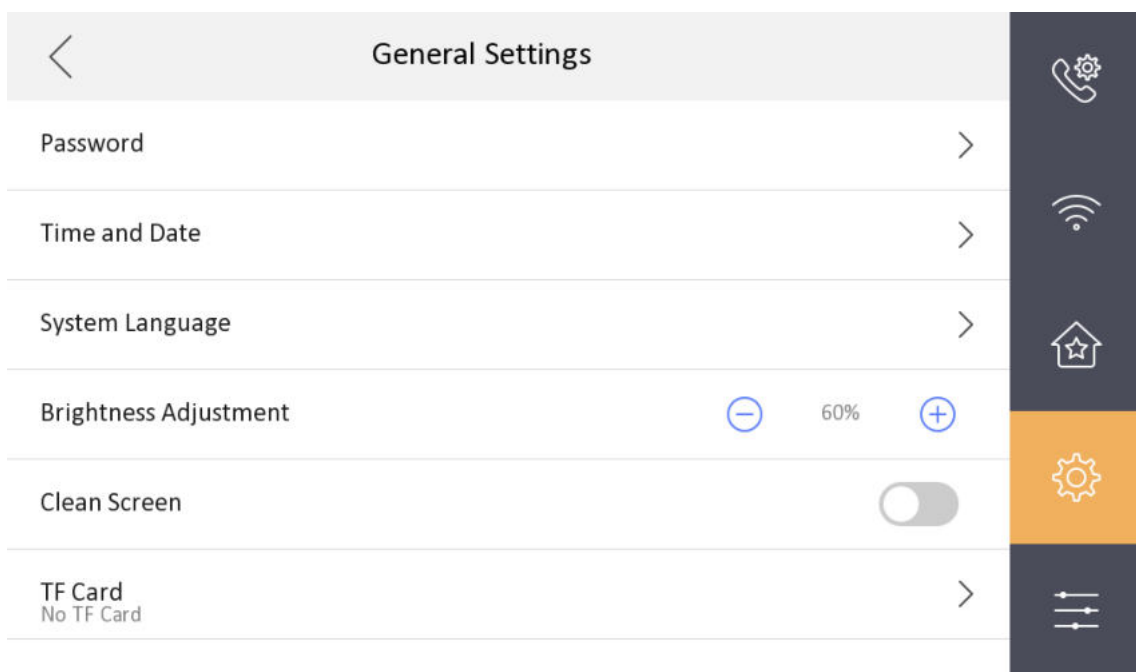 General Settings
Password
Time and Date
System Language
Brightness Adjustment
60%
Clean Screen
TF Card
No TF Card